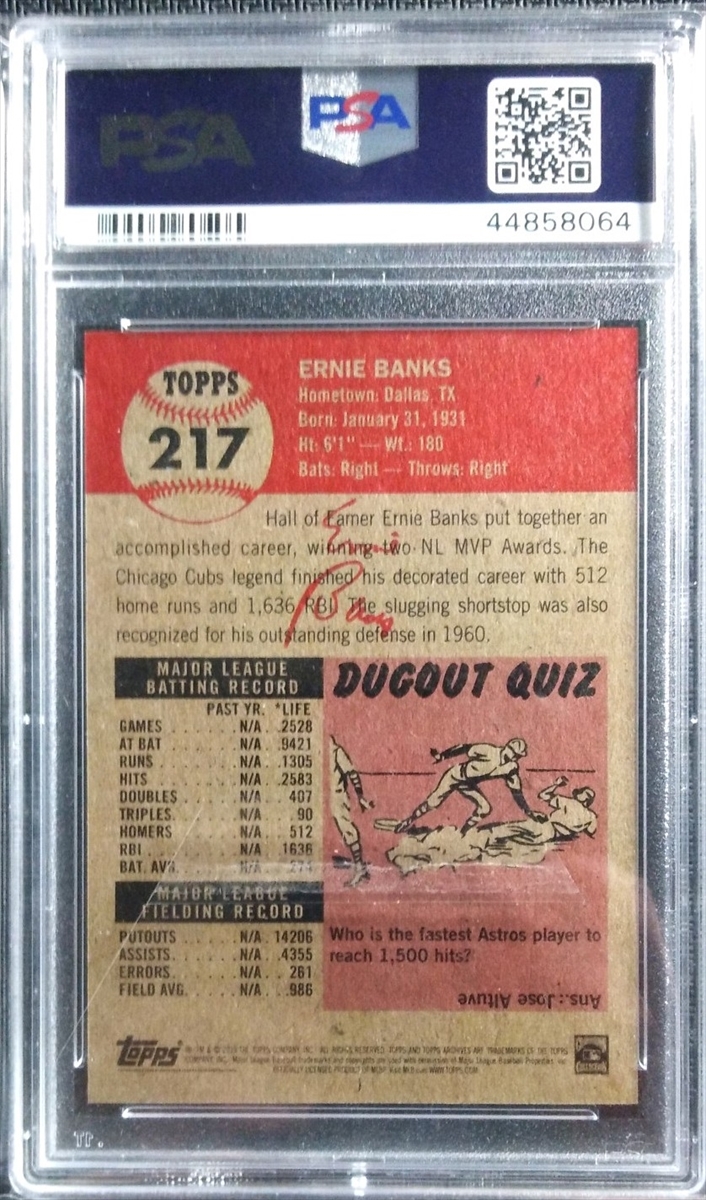 PSA
PSA
44858064
TOPPS
217
ERNIE BANKS
Hometown: Dallas, TX
Born: January 31, 1931
Ht: 6'1" — Wt.: 180
Bats: Right — Throws: Right
Hall of Famer Ernie Banks put together an
accomplished career, winning two NL MVP Awards. The
Chicago Cubs legend finished his decorated career with 512
home runs and 1,636 RBI. The slugging shortstop was also
recognized for his outstanding defense in 1960.
Ernie
Banks
MAJOR LEAGUE
BATTING RECORD
PAST YR. *LIFE
GAMES . . . . . . . N/A . .2528
AT BAT . . . . . . . N/A . .9421
RUNS . . . . . . . N/A . .1305
HITS . . . . . . . N/A . .2583
DOUBLES . . . . . N/A . . 407
TRIPLES . . . . . . N/A . . . 90
HOMERS . . . . . N/A . . 512
RBI . . . . . . . . N/A . 1636
BAT. AVG. . . . . . N/A . . .274
MAJOR LEAGUE
FIELDING RECORD
PUTOUTS . . . . . N/A . 14206
ASSISTS . . . . . . N/A . .4355
ERRORS . . . . . . N/A . . 261
FIELD AVG. . . . . N/A . . .986
DUGOUT QUIZ
Who is the fastest Astros player to
reach 1,500 hits?
Ans.: Jose Altuve
topps